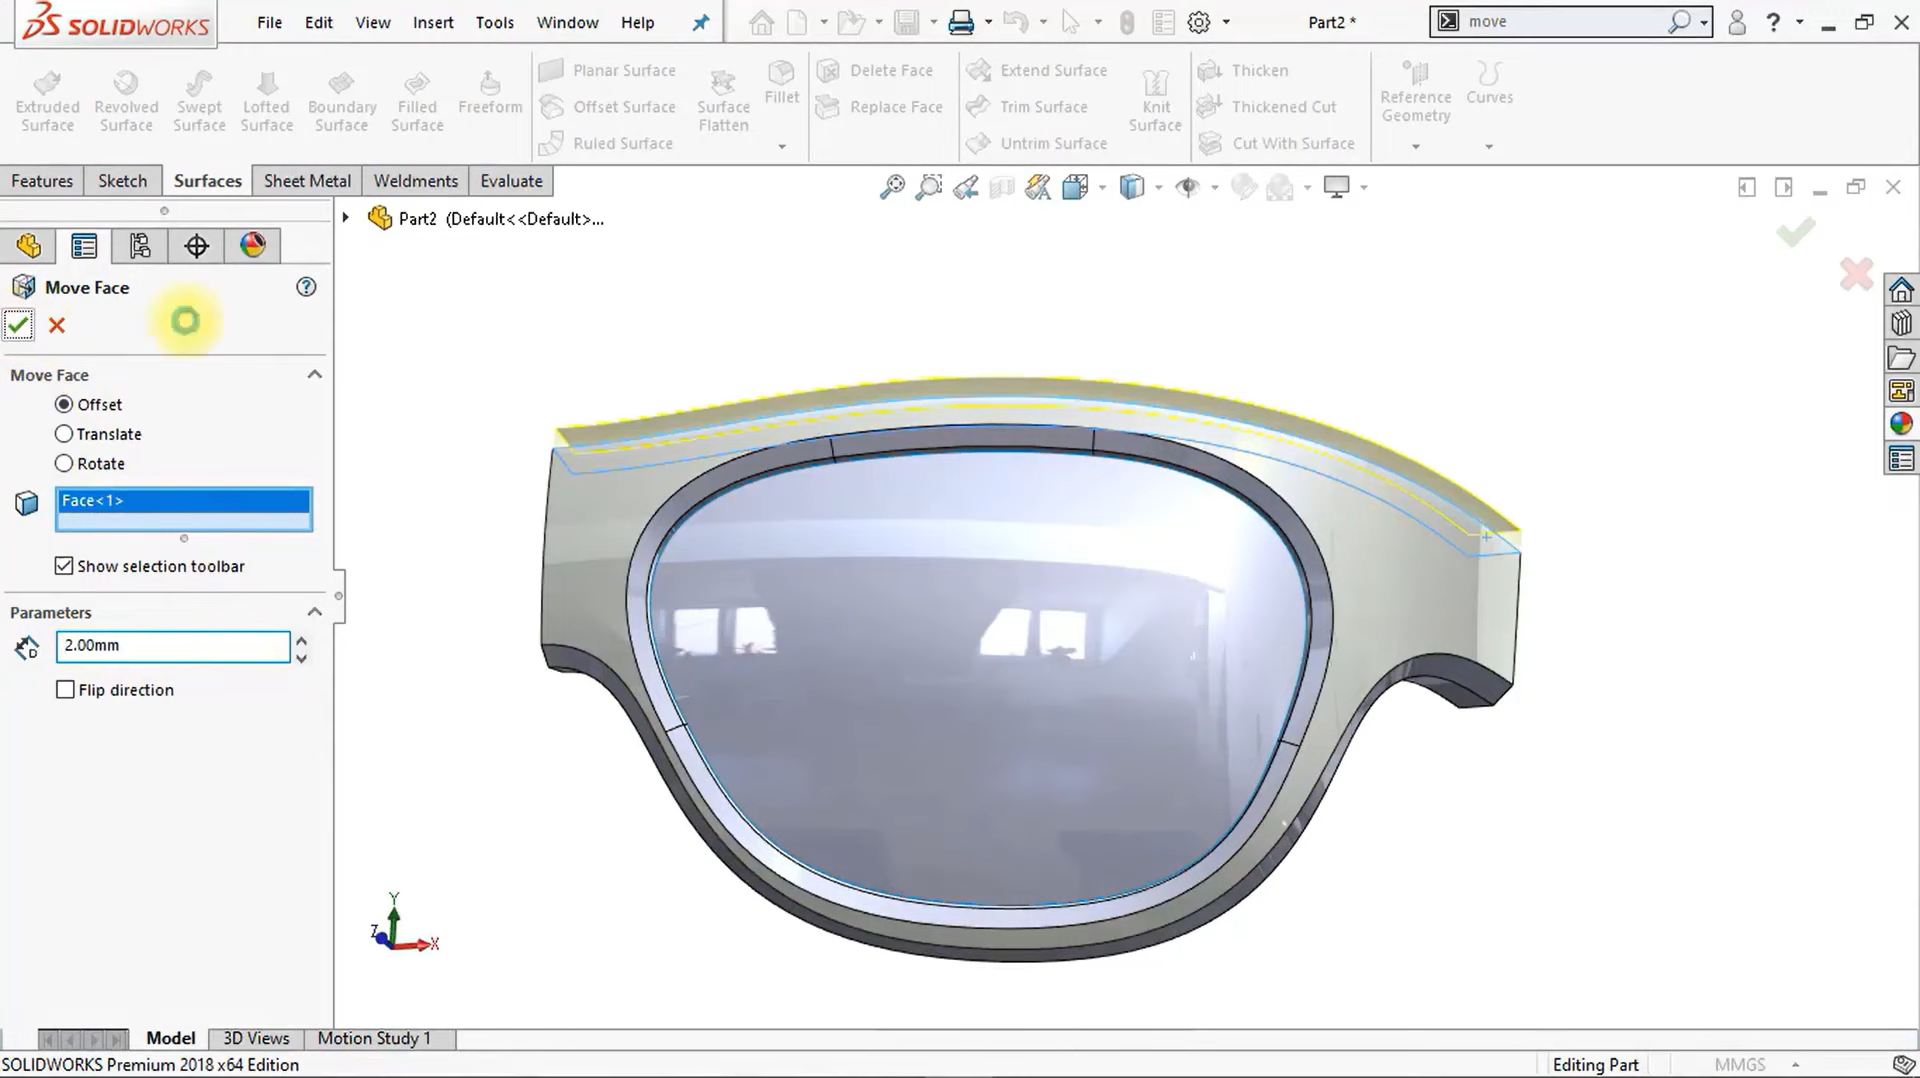 SOLIDWORKS
File Edit View Insert Tools Window Help
Part2 *
move
Extruded Surface
Revolved Surface
Swept Surface
Lofted Surface
Boundary Surface
Filled Surface
Freeform
Planar Surface
Offset Surface
Ruled Surface
Surface Flatten
Fillet
Delete Face
Replace Face
Extend Surface
Trim Surface
Untrim Surface
Knit Surface
Thicken
Thickened Cut
Cut With Surface
Reference Geometry
Curves
Features Sketch Surfaces Sheet Metal Weldments Evaluate
Part2 (Default<<Default>...
Move Face
?
Move Face
Offset
Translate
Rotate
Face<1>
Show selection toolbar
Parameters
D
2.00mm
Flip direction
Y
Z
X
Model 3D Views Motion Study 1
SOLIDWORKS Premium 2018 x64 Edition
Editing Part
MMGS